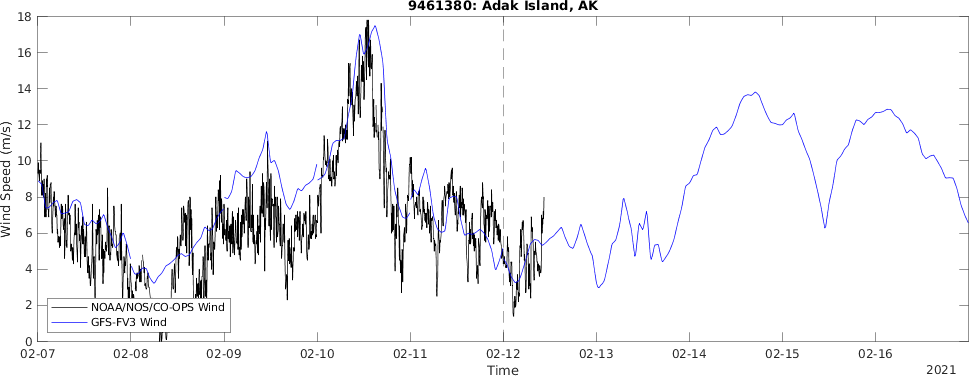 9461380: Adak Island, AK
18
16
14
12
10
8
6
4
2
0
Wind Speed (m/s)
NOAA/NOS/CO-OPS Wind
GFS-FV3 Wind
02-07 02-08 02-09 02-10 02-11 02-12 02-13 02-14 02-15 02-16
Time
2021